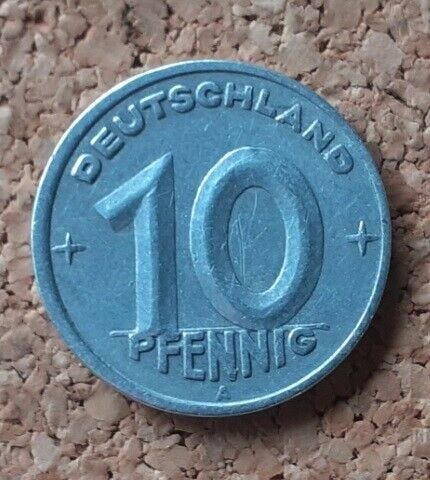 DEUTSCHLAND
10
PFENNIG
A